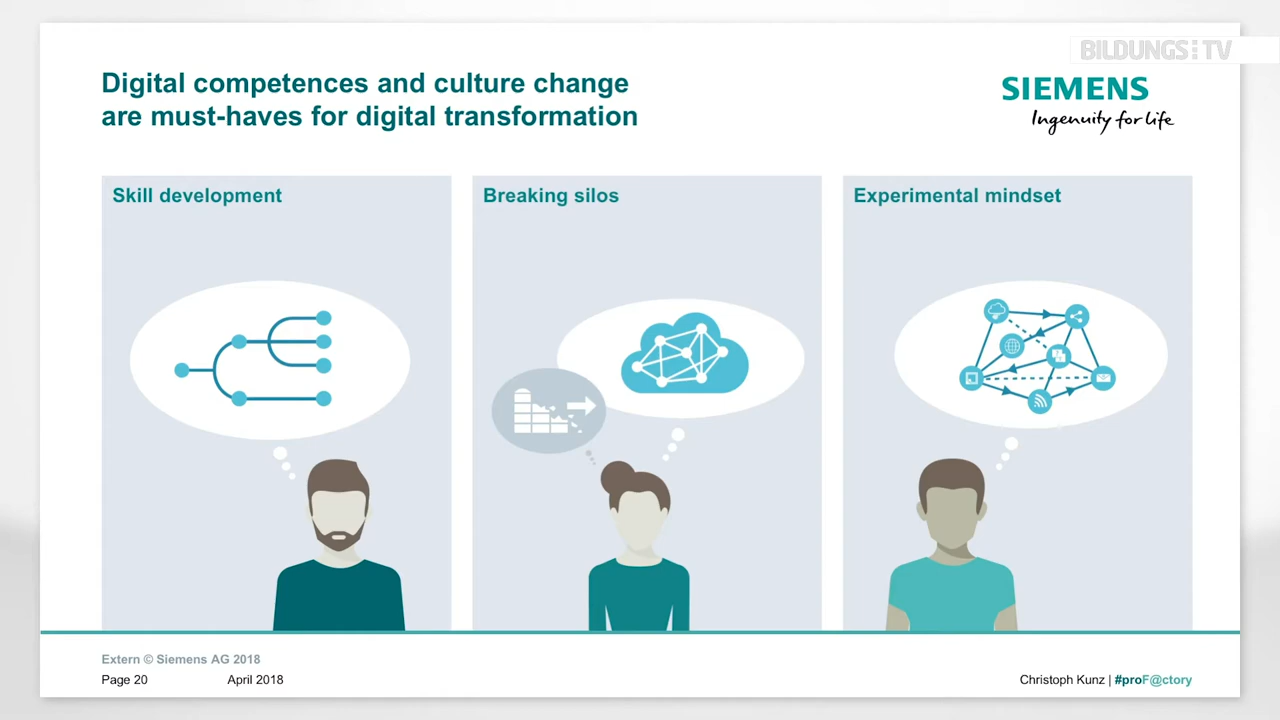 BILDUNGS TV
Digital competences and culture change
are must-haves for digital transformation
SIEMENS
Ingenuity for life
Skill development
Breaking silos
Experimental mindset
Extern © Siemens AG 2018
Page 20
April 2018
Christoph Kunz | #proF@ctory